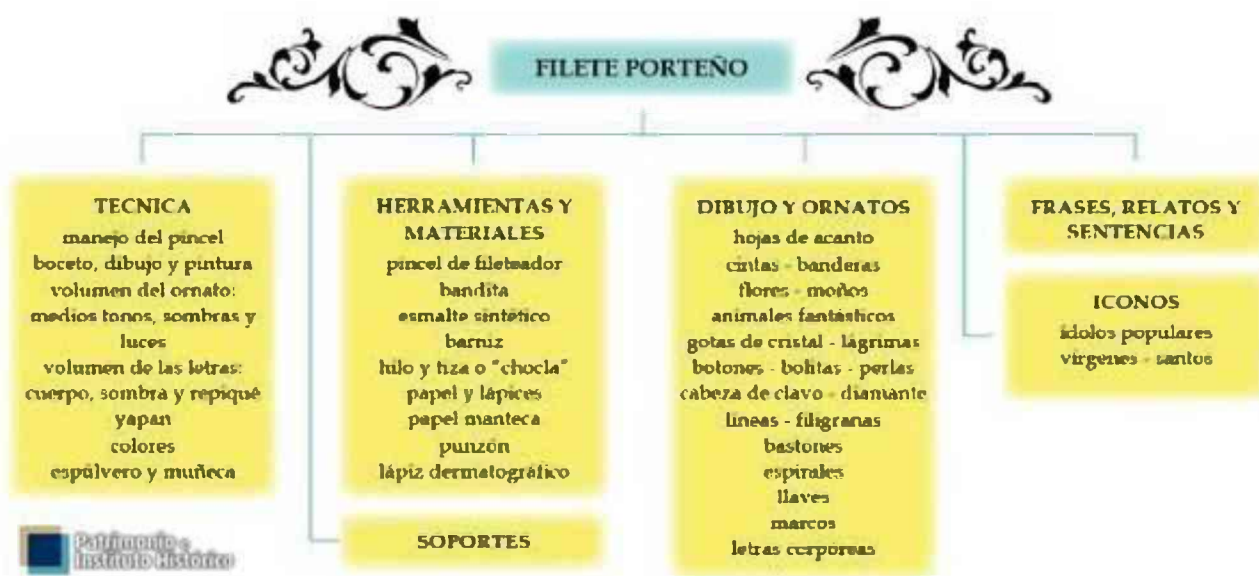 FILETE PORTEÑO
TECNICA
manejo del pincel
boceto, dibujo y pintura
volumen del ornato:
medios tonos, sombras y
luces
volumen de las letras:
cuerpo, sombra y repiqué
yapan
colores
espúlvero y muñeca
HERRAMIENTAS Y
MATERIALES
pincel de fileteador
bandita
esmalte sintético
barniz
hilo y tiza o "chocla"
papel y lápices
papel manteca
punzón
lápiz dermatográfico
SOPORTES
DIBUJO Y ORNATOS
hojas de acanto
cintas - banderas
flores - moños
animales fantásticos
gotas de cristal - lágrimas
botones - bolitas - perlas
cabeza de clavo - diamante
lineas - filigranas
bastones
espirales
llaves
marcos
letras corpóreas
FRASES, RELATOS Y
SENTENCIAS
ICONOS
ídolos populares
vírgenes - santos
Patrimonio e
Instituto Histórico